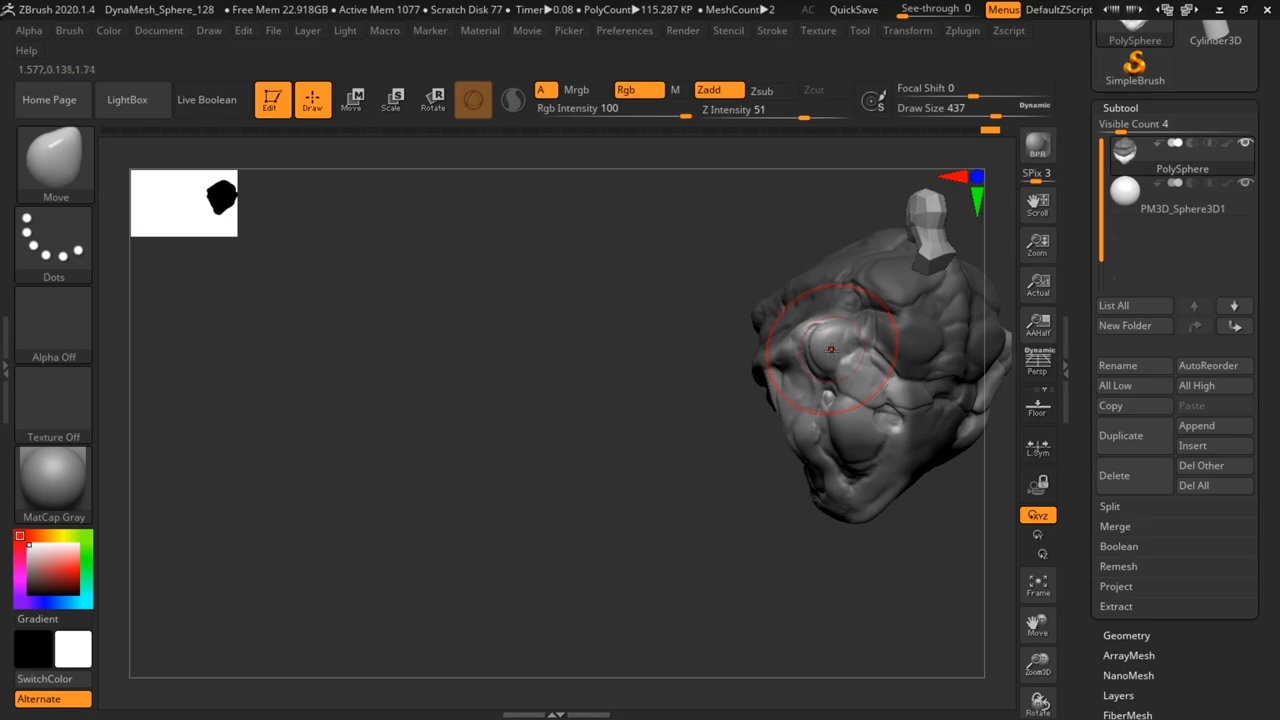 ZBrush 2020.1.4
DynaMesh_Sphere_128
• Free Mem 22.918GB • Active Mem 1077 • Scratch Disk 77 • Timer▶0.08 • PolyCount▶115.287 KP • MeshCount▶2
AC
QuickSave
See-through 0
Menus
DefaultZScript
Alpha Brush Color Document Draw Edit File Layer Light Macro Marker Material Movie Picker Preferences Render Stencil Stroke Texture Tool Transform Zplugin Zscript
Help
1.577,0.138,1.74
Home Page
LightBox
Live Boolean
Edit
Draw
Move
Scale
Rotate
A
Mrgb
Rgb
M
Zadd
Zsub
Zcut
Rgb Intensity 100
Z Intensity 51
S
Focal Shift 0
Draw Size 437
Dynamic
Move
Dots
Alpha Off
Texture Off
MatCap Gray
Gradient
SwitchColor
Alternate
BPR
SPix 3
Scroll
Zoom
Actual
AAHalf
Dynamic
Persp
Floor
L.Sym
XYZ
Y
Z
Frame
Move
Zoom3D
Rotate
PolySphere
Cylinder3D
SimpleBrush
Subtool
Visible Count 4
PolySphere
PM3D_Sphere3D1
List All
New Folder
Rename
AutoReorder
All Low
All High
Copy
Paste
Duplicate
Append
Insert
Delete
Del Other
Del All
Split
Merge
Boolean
Remesh
Project
Extract
Geometry
ArrayMesh
NanoMesh
Layers
FiberMesh